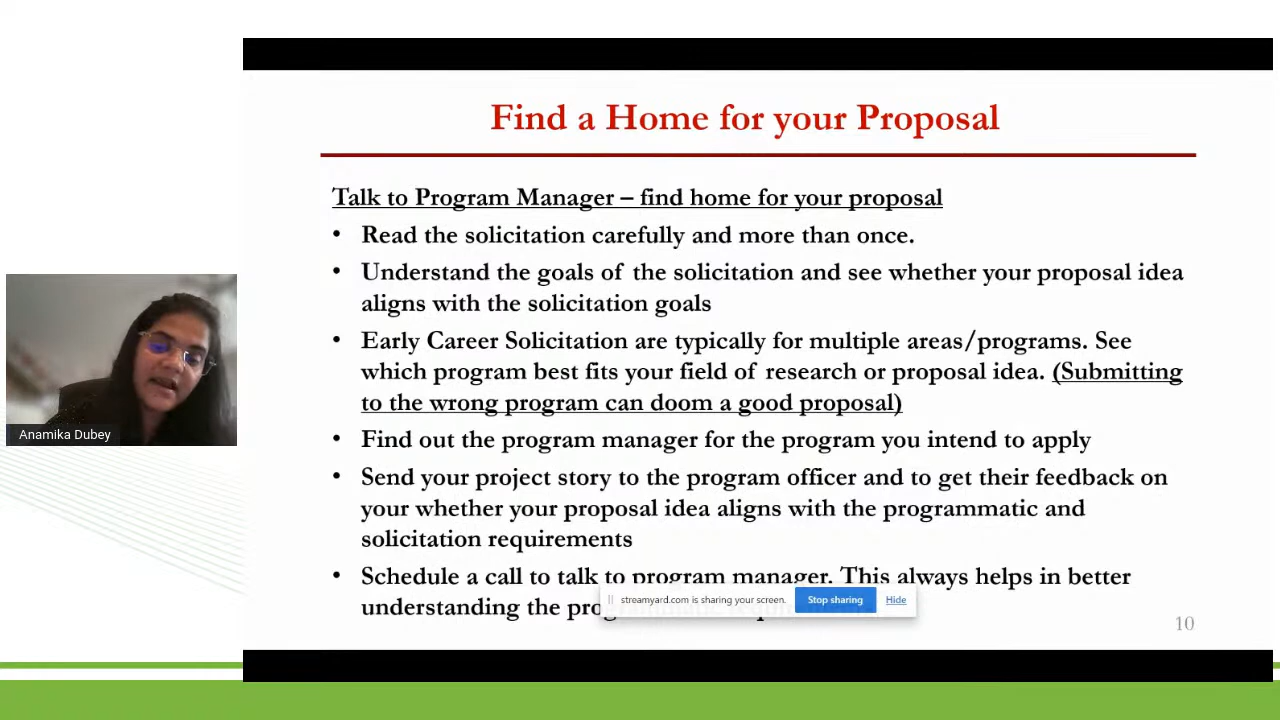 Find a Home for your Proposal
Talk to Program Manager – find home for your proposal
• Read the solicitation carefully and more than once.
• Understand the goals of the solicitation and see whether your proposal idea
aligns with the solicitation goals
• Early Career Solicitation are typically for multiple areas/programs. See
which program best fits your field of research or proposal idea. (Submitting
to the wrong program can doom a good proposal)
• Find out the program manager for the program you intend to apply
• Send your project story to the program officer and to get their feedback on
your whether your proposal idea aligns with the programmatic and
solicitation requirements
• Schedule a call to talk to program manager. This always helps in better
understanding the
streamyard.com is sharing your screen. Stop sharing Hide
10
Anamika Dubey